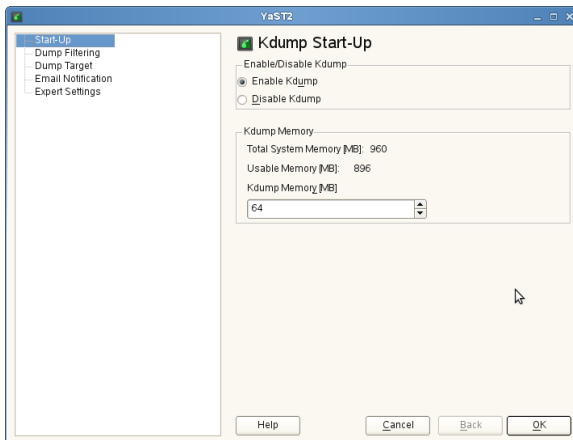 YaST2
Start-Up
Dump Filtering
Dump Target
Email Notification
Expert Settings
Kdump Start-Up
Enable/Disable Kdump
Enable Kdump
Disable Kdump
Kdump Memory
Total System Memory [MB]: 960
Usable Memory [MB]: 896
Kdump Memory [MB]
64
Help
Cancel
Back
OK